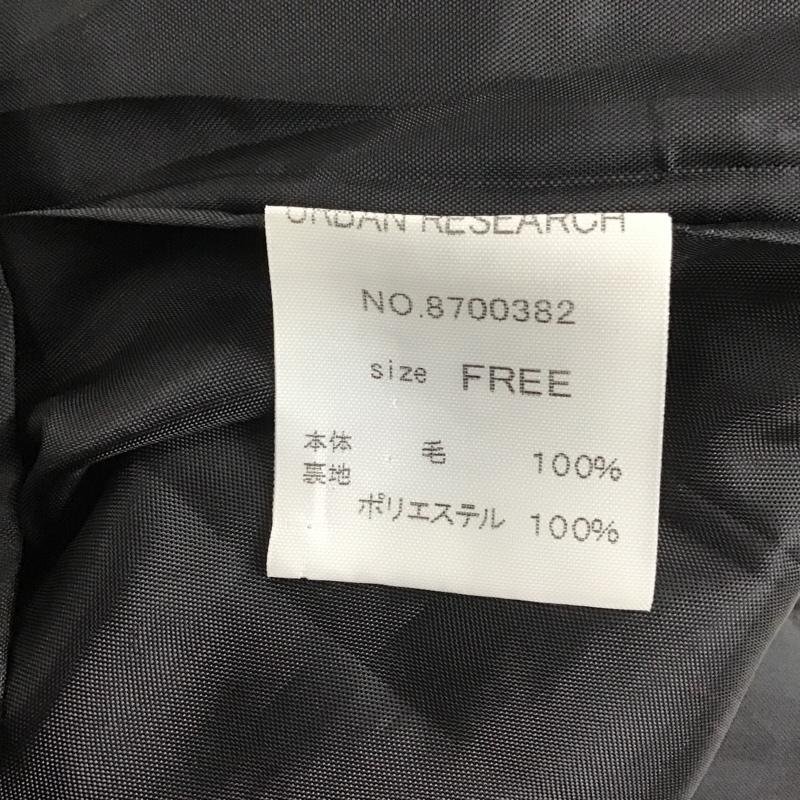 URBAN RESEARCH
NO.8700382
size FREE
本体 毛 100%
裏地
ポリエステル 100%